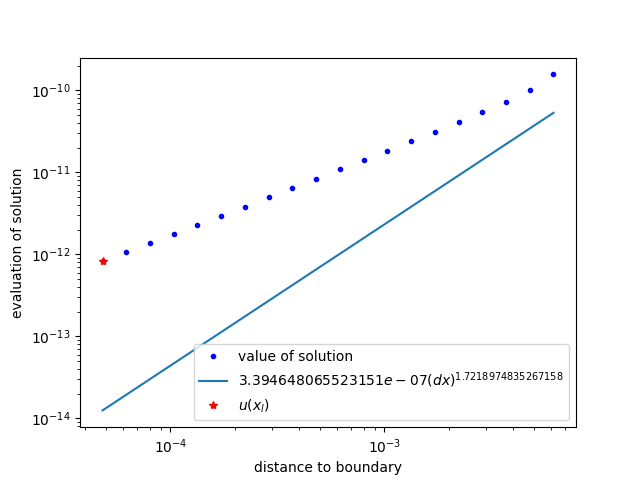 10⁻¹⁰
10⁻¹¹
10⁻¹²
10⁻¹³
10⁻¹⁴
evaluation of solution
value of solution
3.394648065523151e − 07(dx)^1.7218974835267158
u(x_l)
10⁻⁴
10⁻³
distance to boundary